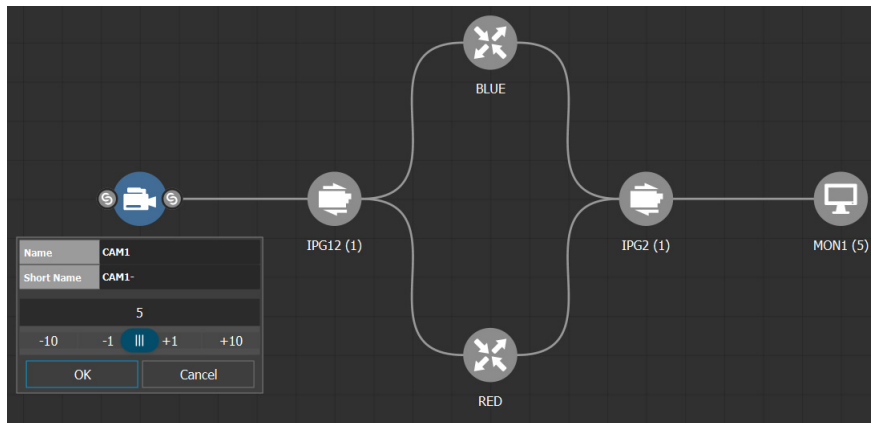 BLUE
IPG12 (1)
IPG2 (1)
MON1 (5)
Name CAM1
Short Name CAM1-
5
-10 -1 +1 +10
OK Cancel
RED